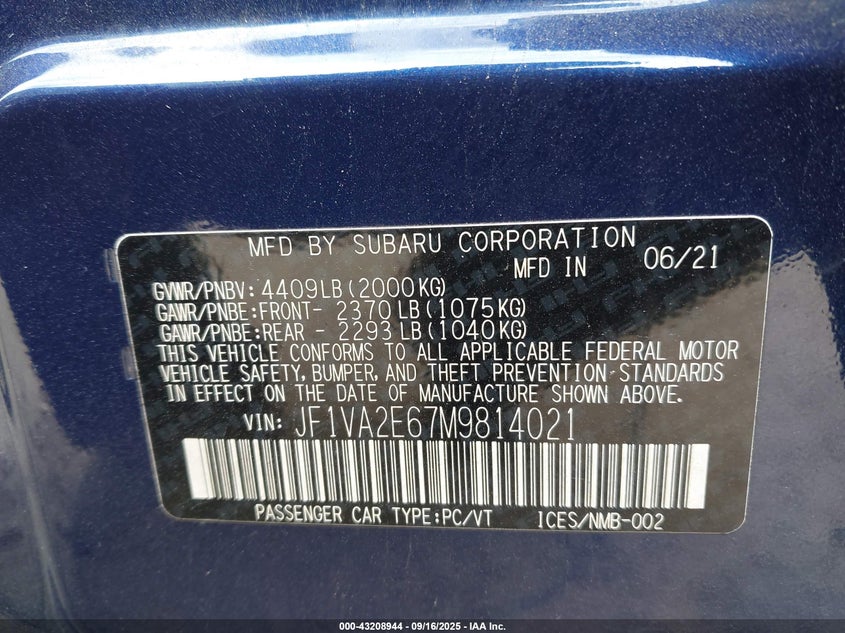 MFD BY SUBARU CORPORATION
MFD IN 06/21
GVWR/PNBV: 4409LB(2000KG)
GAWR/PNBE:FRONT- 2370LB(1075KG)
GAWR/PNBE:REAR - 2293LB(1040KG)
THIS VEHICLE CONFORMS TO ALL APPLICABLE FEDERAL MOTOR
VEHICLE SAFETY, BUMPER, AND THEFT PREVENTION STANDARDS
IN EFFECT ON THE DATE OF MANUFACTURE SHOWN ABOVE.
VIN: JF1VA2E67M9814021
PASSENGER CAR TYPE:PC/VT ICES/NMB-002
000-43208944 - 09/16/2025 - IAA Inc.